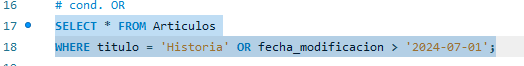 16 # cond. OR
17 SELECT * FROM Articulos
18 WHERE titulo = 'Historia' OR fecha_modificacion > '2024-07-01';